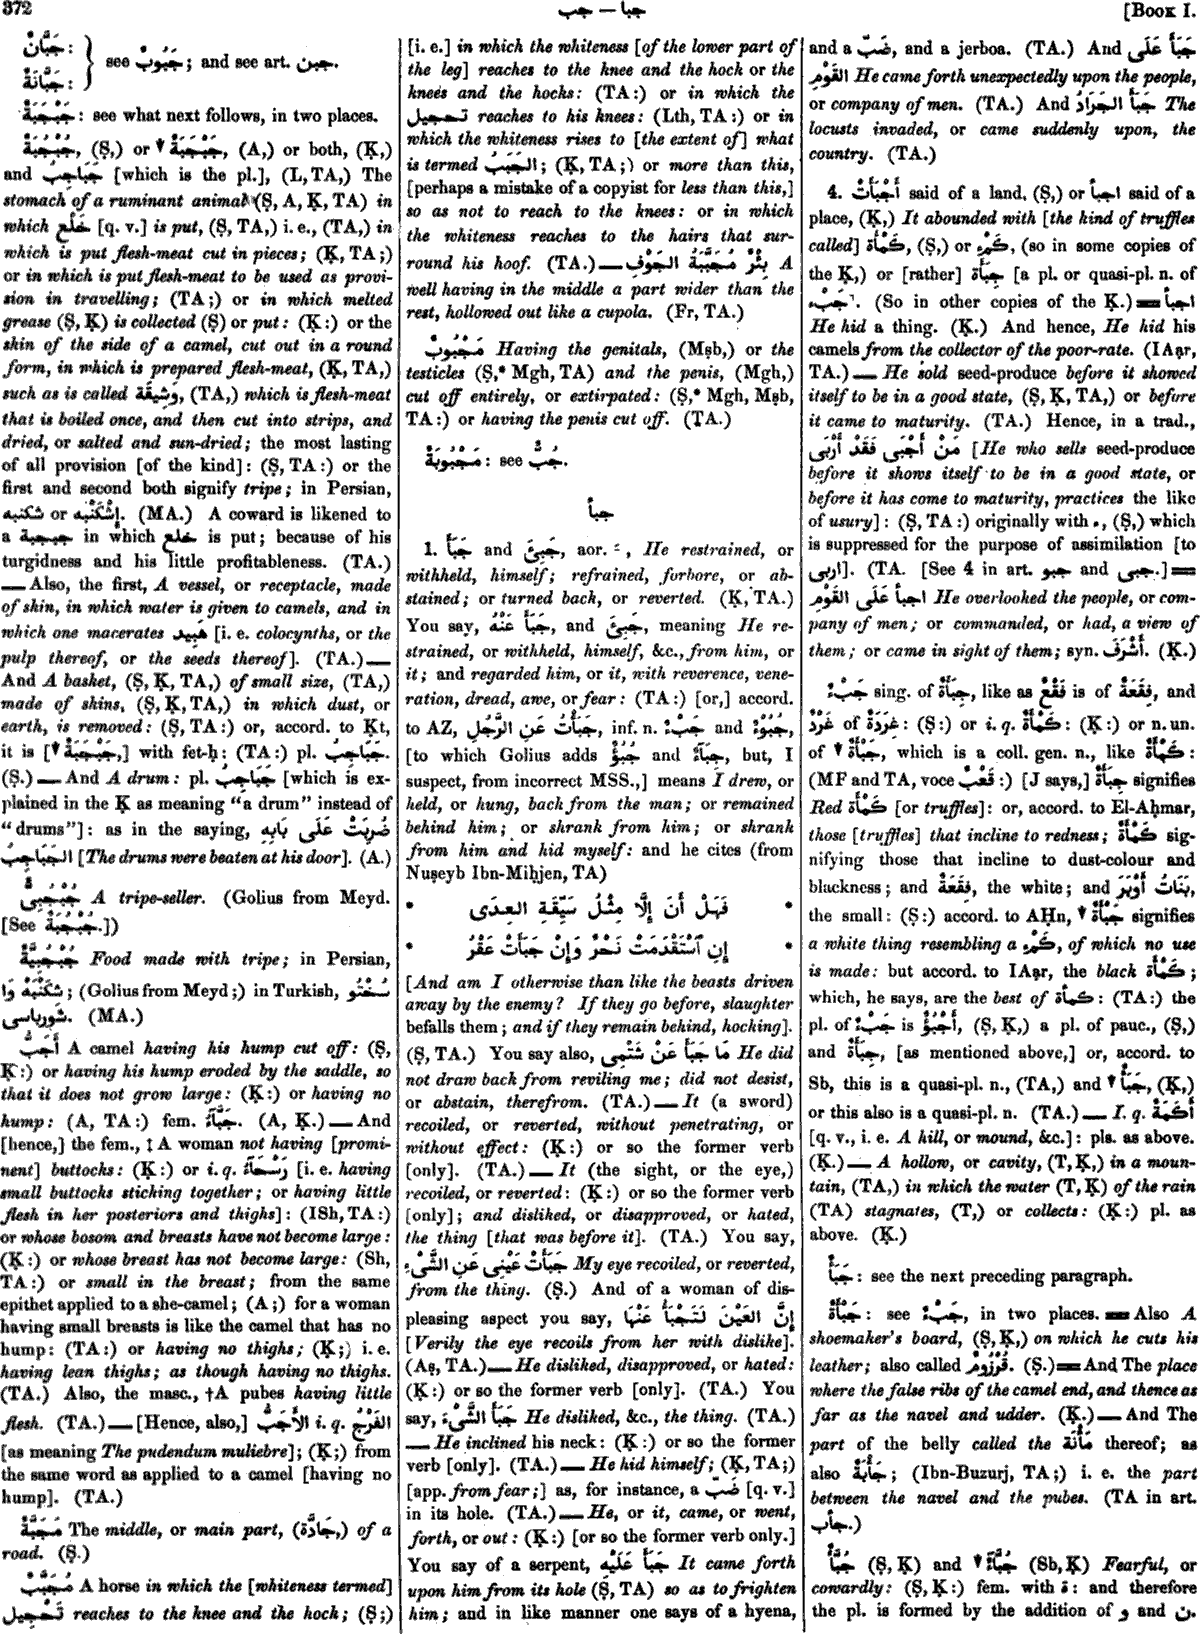 372
جب — جبأ
[BOOK I.
جَبَّانٌ :
جَبَّانَةٌ :
see جَبُوبٌ ; and see art. جبن.
جَبْجَبَةٌ : see what next follows, in two places.
جُبْجُبَةٌ, (Ṣ,) or ▼ جَبْجَبَةٌ, (A,) or both, (Ḳ,)
and جَبَاجِبُ [which is the pl.], (L, TA,) The
stomach of a ruminant animal (Ṣ, A, Ḳ, TA) in
which خَلْع [q. v.] is put, (Ṣ, TA,) i. e., (TA,) in
which is put flesh-meat cut in pieces; (Ḳ, TA;)
or in which is put flesh-meat to be used as provi-
sion in travelling; (TA;) or in which melted
grease (Ṣ, Ḳ) is collected (Ṣ) or put: (Ḳ:) or the
skin of the side of a camel, cut out in a round
form, in which is prepared flesh-meat, (Ḳ, TA,)
such as is called وَشِيقَة, (TA,) which is flesh-meat
that is boiled once, and then cut into strips, and
dried, or salted and sun-dried; the most lasting
of all provision [of the kind]: (Ṣ, TA:) or the
first and second both signify tripe; in Persian,
شكنبه or إِشْكَنْبِه. (MA.) A coward is likened to
a جبجبة in which خلع is put; because of his
turgidness and his little profitableness. (TA.)
— Also, the first, A vessel, or receptacle, made
of skin, in which water is given to camels, and in
which one macerates هَبِيد [i. e. colocynths, or the
pulp thereof, or the seeds thereof]. (TA.) —
And A basket, (Ṣ, Ḳ, TA,) of small size, (TA,)
made of skins, (Ṣ, Ḳ, TA,) in which dust, or
earth, is removed: (Ṣ, TA:) or, accord. to Ḳt,
it is [▼ جَبْجَبَةٌ,] with fet-ḥ: (TA:) pl. جَبَاجِبُ.
(Ṣ.) — And A drum: pl. جَبَاجِبُ [which is ex-
plained in the Ḳ as meaning “a drum” instead of
“drums”]: as in the saying, ضُرِبَتْ عَلَى بَابِهِ
الجَبَاجِبُ [The drums were beaten at his door]. (A.)
جُبْجُبِىٌّ A tripe-seller. (Golius from Meyd.
[See جُبْجُبَةٌ.])
جُبْجُبِيَّةٌ Food made with tripe; in Persian,
شِكَنْبَهْ وَا; (Golius from Meyd;) in Turkish, سُخْتُو
شورباسى. (MA.)
أَجَبُّ A camel having his hump cut off: (Ṣ,
Ḳ:) or having his hump eroded by the saddle, so
that it does not grow large: (Ḳ:) or having no
hump: (A, TA:) fem. جَبَّآءُ. (A, Ḳ.) — And
[hence,] the fem., ‡ A woman not having [promi-
nent] buttocks: (Ḳ:) or i. q. رَسْحَآءُ [i. e. having
small buttocks sticking together; or having little
flesh in her posteriors and thighs]: (ISh, TA:)
or whose bosom and breasts have not become large:
(Ḳ:) or whose breast has not become large: (Sh,
TA:) or small in the breast; from the same
epithet applied to a she-camel; (A;) for a woman
having small breasts is like the camel that has no
hump: (TA:) or having no thighs; (Ḳ;) i. e.
having lean thighs; as though having no thighs.
(TA.) Also, the masc., † A pubes having little
flesh. (TA.) — [Hence, also,] الأَجَبُّ i. q. الفَرْجُ
[as meaning The pudendum muliebre]; (Ḳ;) from
the same word as applied to a camel [having no
hump]. (TA.)
مَجَبَّةٌ The middle, or main part, (جَادَّة,) of a
road. (Ṣ.)
مُجَبَّبٌ A horse in which the [whiteness termed]
تَحْجِيل reaches to the knee and the hock; (Ṣ;)
[i. e.] in which the whiteness [of the lower part of
the leg] reaches to the knee and the hock or the
knees and the hocks: (TA:) or in which the
تحجيل reaches to his knees: (Lth, TA:) or in
which the whiteness rises to [the extent of] what
is termed الجَبَبُ; (Ḳ, TA;) or more than this,
[perhaps a mistake of a copyist for less than this,]
so as not to reach to the knees: or in which
the whiteness reaches to the hairs that sur-
round his hoof. (TA.) — بِئْرٌ مُجَبَّبَةُ الجَوْفِ A
well having in the middle a part wider than the
rest, hollowed out like a cupola. (Fr, TA.)
مَجْبُوبٌ Having the genitals, (Mṣb,) or the
testicles (Ṣ,* Mgh, TA) and the penis, (Mgh,)
cut off entirely, or extirpated: (Ṣ,* Mgh, Mṣb,
TA:) or having the penis cut off. (TA.)
مَجْبُوبَةٌ : see جُبٌّ.
جبأ
1. جَبَأَ and جَبِئَ, aor. ـَ, He restrained, or
withheld, himself; refrained, forbore, or ab-
stained; or turned back, or reverted. (Ḳ, TA.)
You say, جَبَأَ عَنْهُ, and جَبِئَ, meaning He re-
strained, or withheld, himself, &c., from him, or
it; and regarded him, or it, with reverence, vene-
ration, dread, awe, or fear: (TA:) [or,] accord.
to AZ, جَبَأْتُ عَنِ الرَّجُلِ, inf. n. جَبْءٌ and جُبُوْءٌ,
[to which Golius adds جُبُؤٌ and جَبَآءٌ, but, I
suspect, from incorrect MSS.,] means I drew, or
held, or hung, back from the man; or remained
behind him; or shrank from him; or shrank
from him and hid myself: and he cites (from
Nuṣeyb Ibn-Miḥjen, TA)
* فَهَلْ أَنَ إِلَّا مِثْلُ سَيِّقَةِ العِدَى *
* إِنِ ٱسْتَقْدَمَتْ نَحْرٌ وَإِنْ جَبَأَتْ عَقْرُ *
[And am I otherwise than like the beasts driven
away by the enemy? If they go before, slaughter
befalls them; and if they remain behind, hocking].
(Ṣ, TA.) You say also, مَا جَبَأَ عَنْ شَتْمِى He did
not draw back from reviling me; did not desist,
or abstain, therefrom. (TA.) — It (a sword)
recoiled, or reverted, without penetrating, or
without effect: (Ḳ:) or so the former verb
[only]. (TA.) — It (the sight, or the eye,)
recoiled, or reverted: (Ḳ:) or so the former verb
[only]; and disliked, or disapproved, or hated,
the thing [that was before it]. (TA.) You say,
جَبَأَتْ عَيْنِى عَنِ الشَّىْءِ My eye recoiled, or reverted,
from the thing. (Ṣ.) And of a woman of dis-
pleasing aspect you say, إِنَّ العَيْنَ لَتَجْبَأُ عَنْهَا
[Verily the eye recoils from her with dislike].
(Aṣ, TA.) — He disliked, disapproved, or hated:
(Ḳ:) or so the former verb [only]. (TA.) You
say, جَبَأَ الشَّىْءَ He disliked, &c., the thing. (TA.)
— He inclined his neck: (Ḳ:) or so the former
verb [only]. (TA.) — He hid himself; (Ḳ, TA;)
[app. from fear;] as, for instance, a ضَبّ [q. v.]
in its hole. (TA.) — He, or it, came, or went,
forth, or out: (Ḳ:) [or so the former verb only.]
You say of a serpent, جَبَأَ عَلَيْهِ It came forth
upon him from its hole (Ṣ, TA) so as to frighten
him; and in like manner one says of a hyena,
and a ضَبّ, and a jerboa. (TA.) And جَبَأَ عَلَى
القَوْمِ He came forth unexpectedly upon the people,
or company of men. (TA.) And جَبَأَ الجَرَادُ The
locusts invaded, or came suddenly upon, the
country. (TA.)
4. أَجْبَأَتْ said of a land, (Ṣ,) or اجبأ said of a
place, (Ḳ,) It abounded with [the kind of truffles
called] كَمْأَة, (Ṣ,) or كَمْء, (so in some copies of
the Ḳ,) or [rather] جِبَأَة [a pl. or quasi-pl. n. of
جَبْء. (So in other copies of the Ḳ.) = اجبأ
He hid a thing. (Ḳ.) And hence, He hid his
camels from the collector of the poor-rate. (IAạr,
TA.) — He sold seed-produce before it showed
itself to be in a good state, (Ṣ, Ḳ, TA,) or before
it came to maturity. (TA.) Hence, in a trad.,
مَنْ أَجْبَى فَقَدْ أَرْبَى [He who sells seed-produce
before it shows itself to be in a good state, or
before it has come to maturity, practices the like
of usury]: (Ṣ, TA:) originally with ء, (Ṣ,) which
is suppressed for the purpose of assimilation [to
اربى]. (TA. [See 4 in art. جبو and جبى.] =
اجبأ عَلَى القَوْمِ He overlooked the people, or com-
pany of men; or commanded, or had, a view of
them; or came in sight of them; syn. أَشْرَفَ. (Ḳ.)
جَبْءٌ sing. of جِبَأَةٌ, like as فَقْعٌ is of فِقَعَةٌ, and
غَرْدٌ of غِرَدَةٌ: (Ṣ:) or i. q. كَمْأَةٌ: (Ḳ:) or n. un.
of ▼ جَبْأَةٌ, which is a coll. gen. n., like كَمْأَةٌ:
(MF and TA, voce قَعْبٌ:) [J says,] جِبَأَةٌ signifies
Red كَمْأَة [or truffles]: or, accord. to El-Aḥmar,
those [truffles] that incline to redness; كَمْأَةٌ sig-
nifying those that incline to dust-colour and
blackness; and فِقَعَةٌ, the white; and بَنَاتُ أَوْبَرَ,
the small: (Ṣ:) accord. to AḤn, ▼ جَبْأَةٌ signifies
a white thing resembling a كَمْء, of which no use
is made: but accord. to IAạr, the black كَمْأَة;
which, he says, are the best of كمأة: (TA:) the
pl. of جَبْءٌ is أَجْبُؤٌ, (Ṣ, Ḳ,) a pl. of pauc., (Ṣ,)
and جِبَأَةٌ, [as mentioned above,] or, accord. to
Sb, this is a quasi-pl. n., (TA,) and ▼ جَبَأٌ, (Ḳ,)
or this also is a quasi-pl. n. (TA.) — I. q. أَكَمَةٌ
[q. v., i. e. A hill, or mound, &c.]: pls. as above.
(Ḳ.) — A hollow, or cavity, (T, Ḳ,) in a moun-
tain, (TA,) in which the water (T, Ḳ) of the rain
(TA) stagnates, (T,) or collects: (Ḳ:) pl. as
above. (Ḳ.)
جَبَأٌ : see the next preceding paragraph.
جَبْأَةٌ : see جَبْءٌ, in two places. = Also A
shoemaker's board, (Ṣ, Ḳ,) on which he cuts his
leather; also called قُرْزُومٌ. (Ṣ.) = And The place
where the false ribs of the camel end, and thence as
far as the navel and udder. (Ḳ.) — And The
part of the belly called the مَأْنَة thereof; as
also جَأْبَةٌ; (Ibn-Buzurj, TA;) i. e. the part
between the navel and the pubes. (TA in art.
جأب.)
جُبَّأٌ (Ṣ, Ḳ) and ▼ جُبَّآءٌ (Sb, Ḳ) Fearful, or
cowardly: (Ṣ, Ḳ:) fem. with ة: and therefore
the pl. is formed by the addition of و and ن.